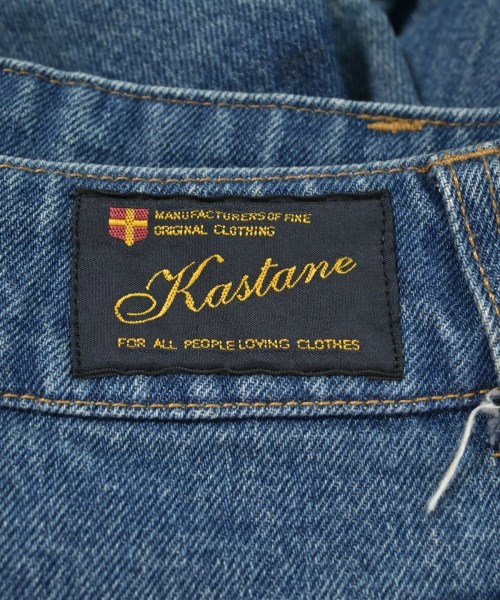 MANUFACTURERS OF FINE
ORIGINAL CLOTHING
Kastane
FOR ALL PEOPLE LOVING CLOTHES